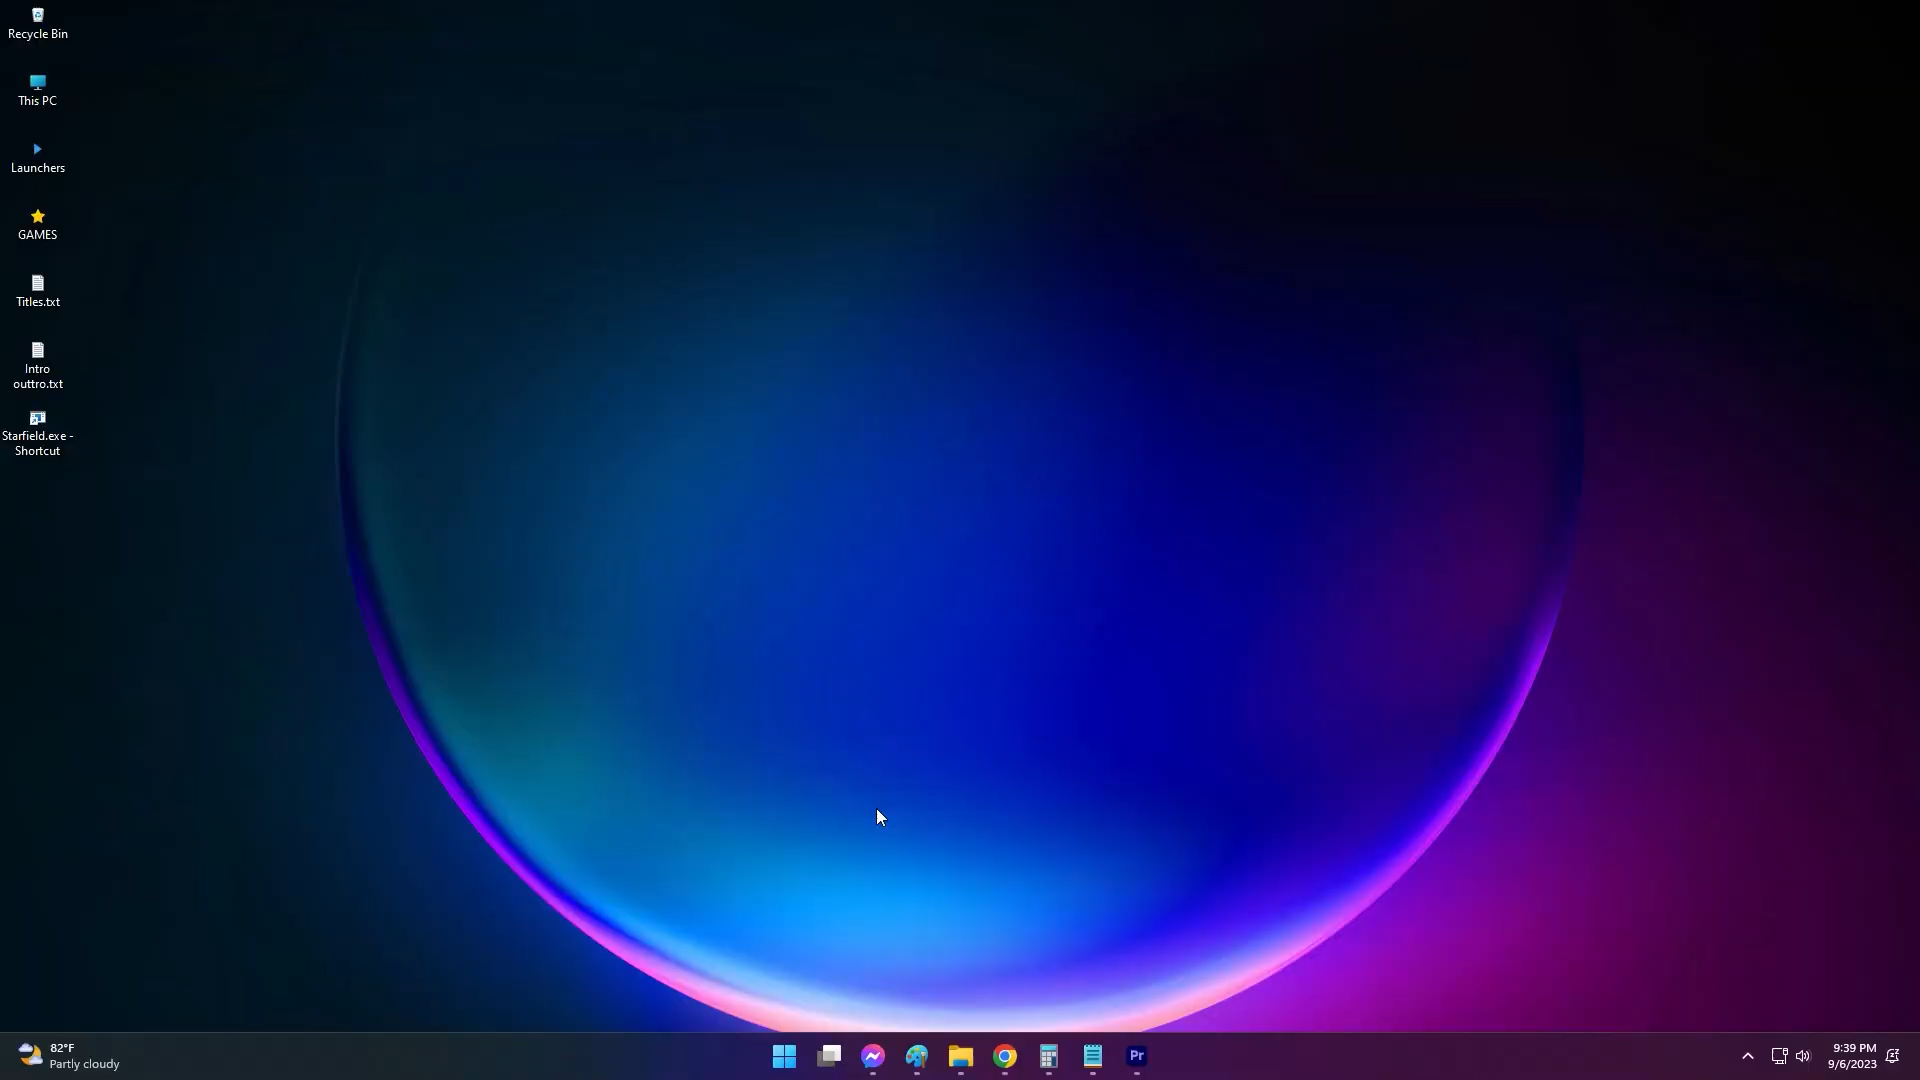 Recycle Bin
This PC
Launchers
GAMES
Titles.txt
Intro
outtro.txt
Starfield.exe -
Shortcut
82°F
Partly cloudy
Pr
9:39 PM
9/6/2023